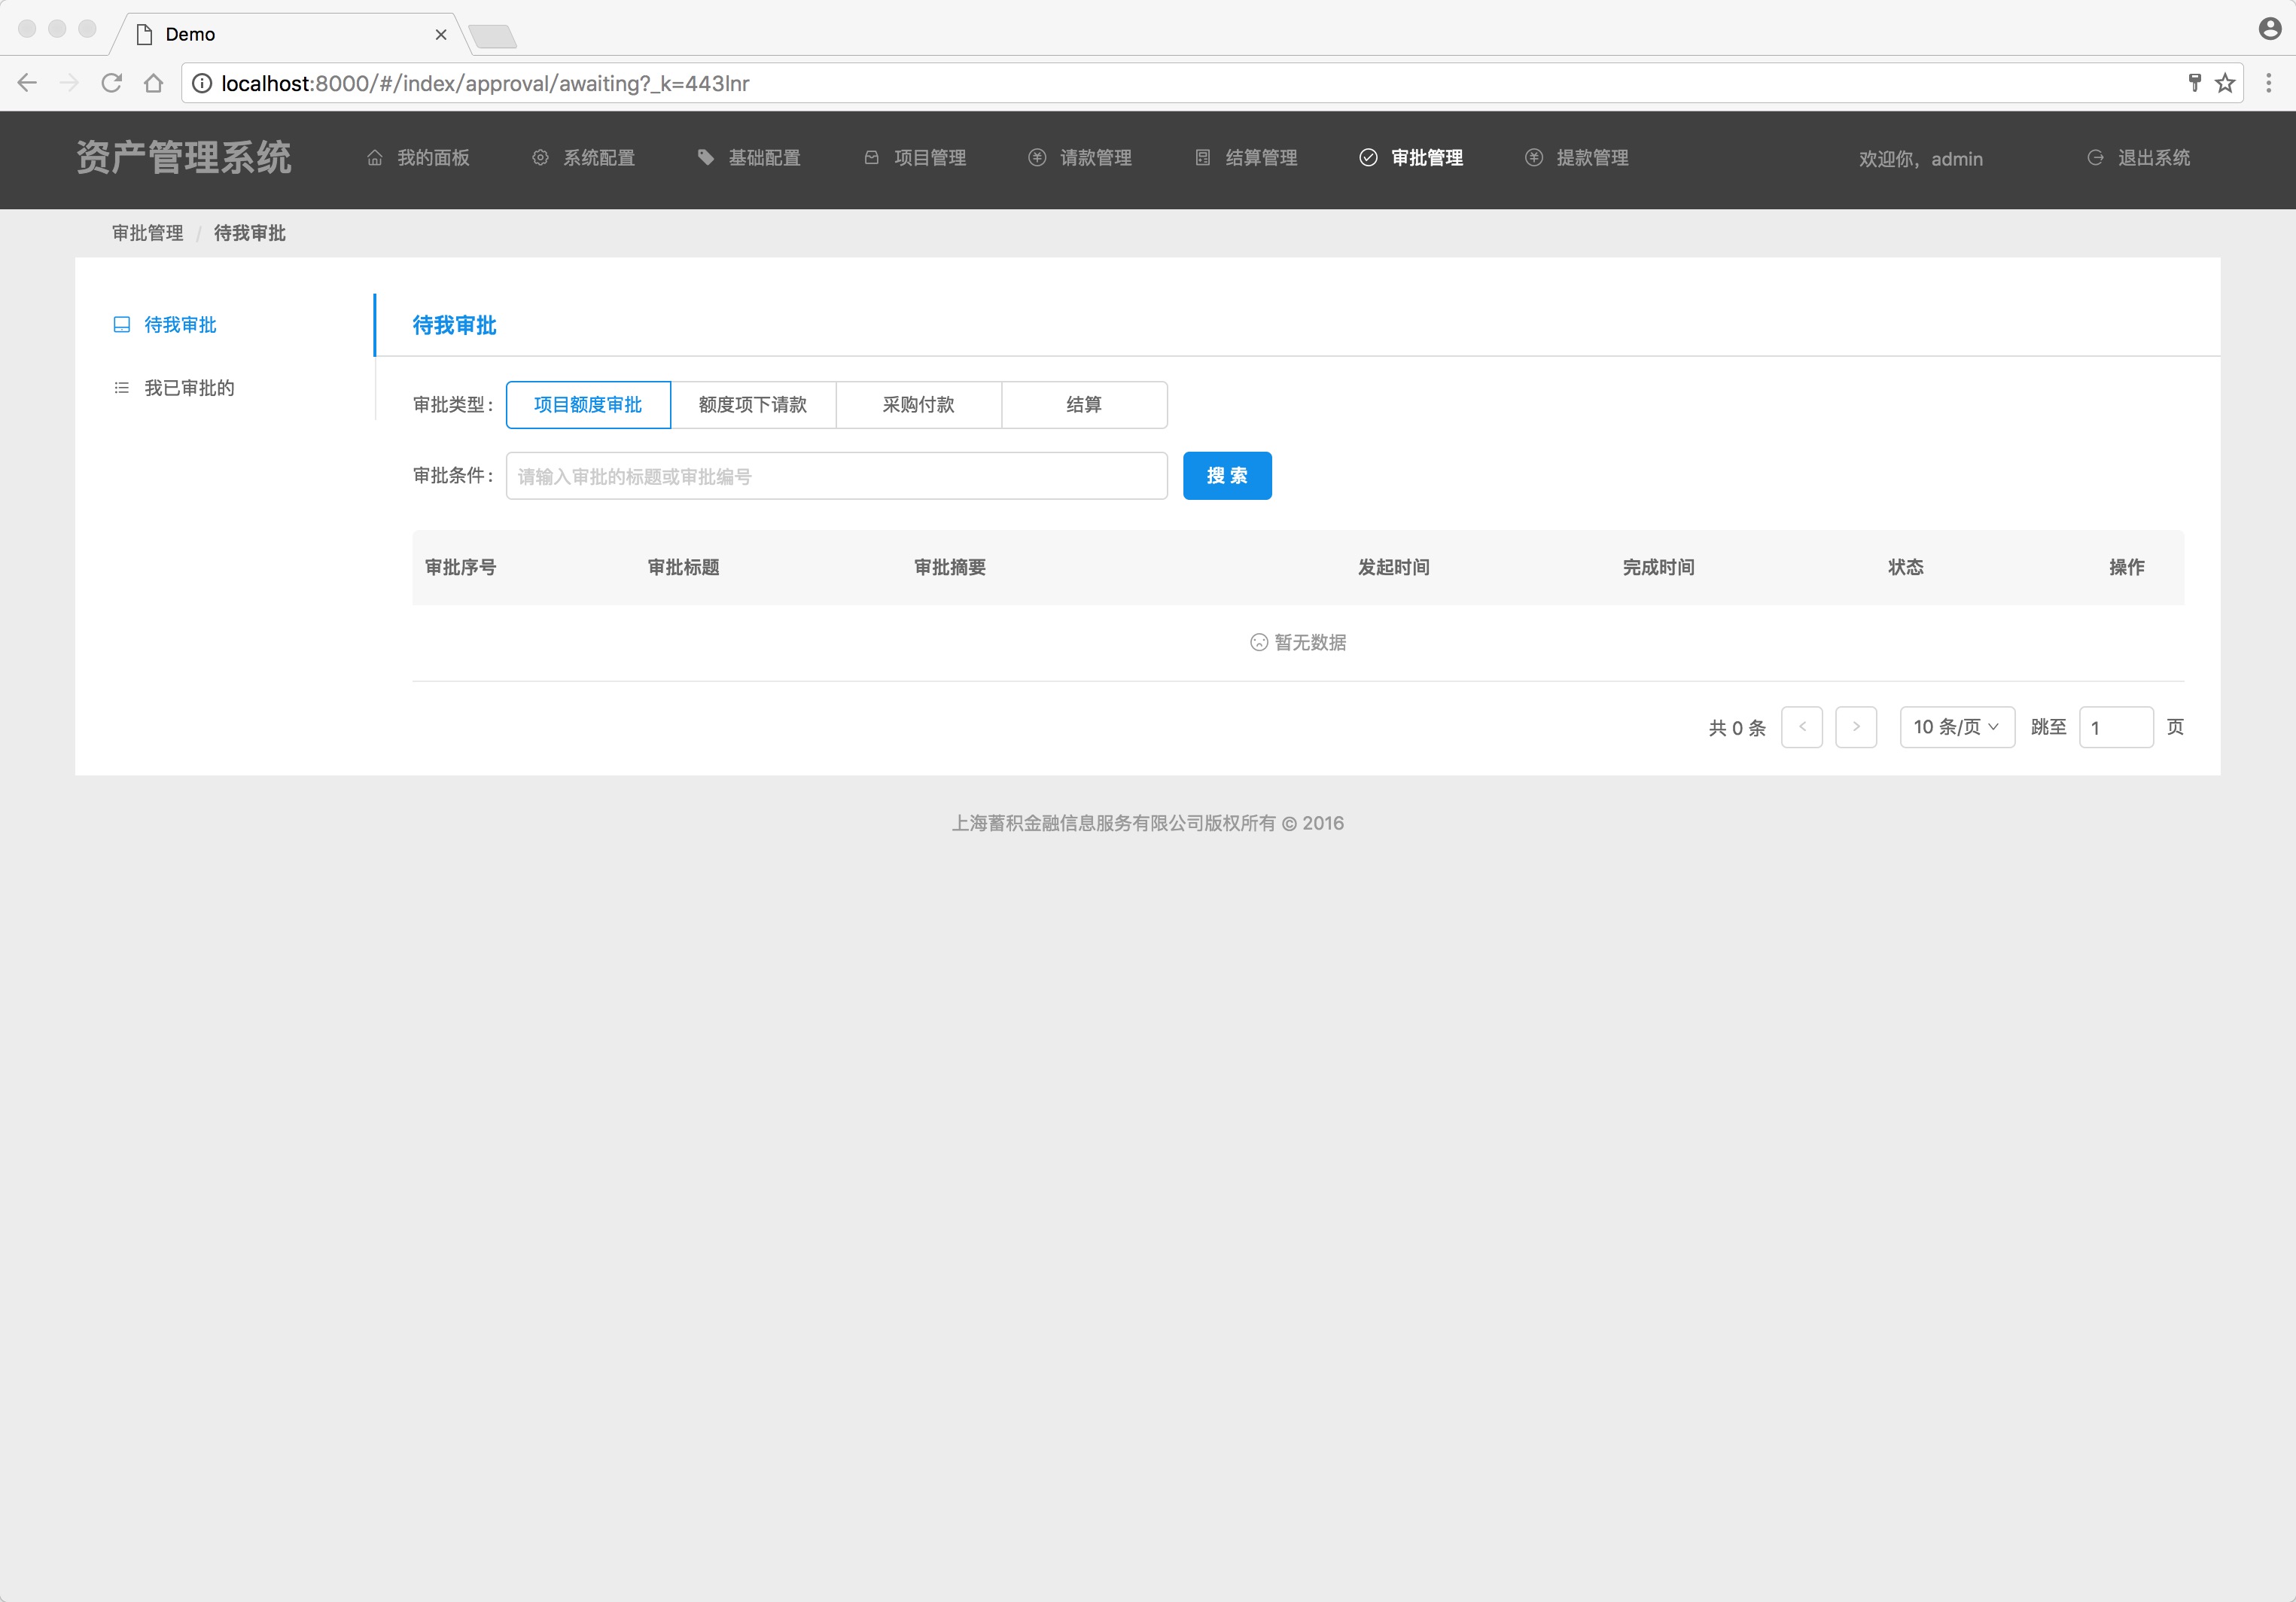 Demo
localhost:8000/#/index/approval/awaiting?_k=443lnr
资产管理系统 我的面板 系统配置 基础配置 项目管理 请款管理 结算管理 审批管理 提款管理 欢迎你，admin 退出系统
审批管理 / 待我审批
待我审批
我已审批的
待我审批
审批类型： 项目额度审批 额度项下请款 采购付款 结算
审批条件： 请输入审批的标题或审批编号 搜 索
审批序号 审批标题 审批摘要 发起时间 完成时间 状态 操作
暂无数据
共 0 条 < > 10 条/页 跳至 1 页
上海蓄积金融信息服务有限公司版权所有 © 2016